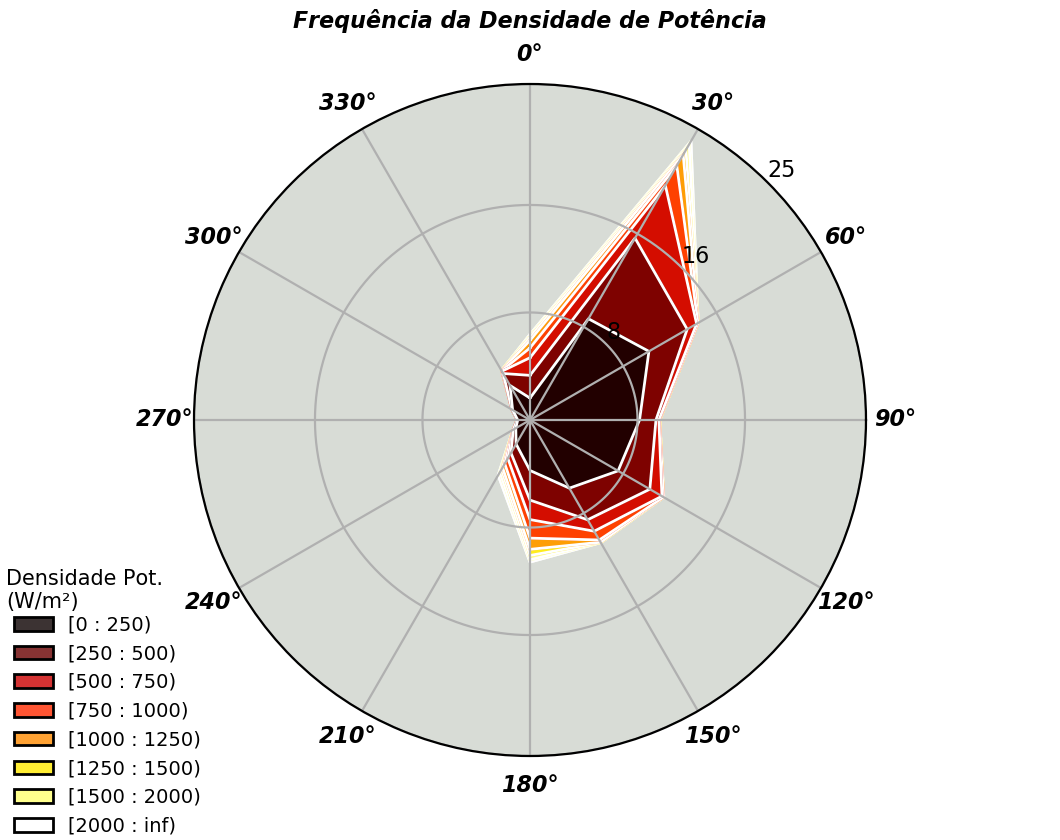 Frequência da Densidade de Potência
0°
330°
30°
25
300°
60°
16
8
270°
90°
240°
120°
210°
150°
180°
Densidade Pot.
(W/m²)
[0 : 250)
[250 : 500)
[500 : 750)
[750 : 1000)
[1000 : 1250)
[1250 : 1500)
[1500 : 2000)
[2000 : inf)